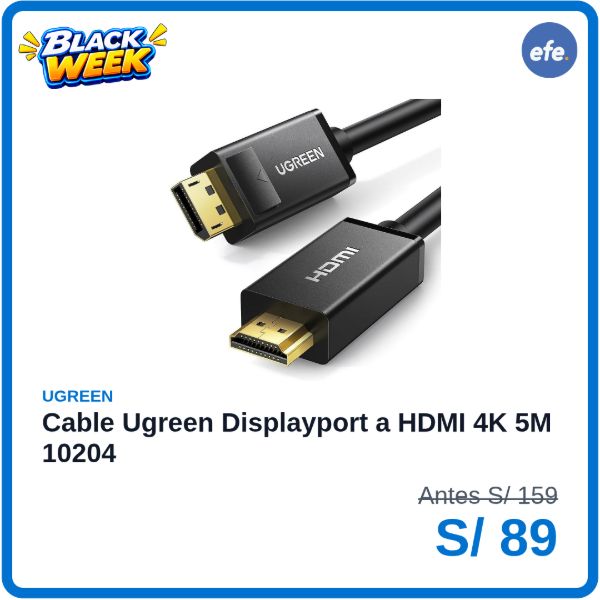 BLACK
WEEK
efe.
UGREEN
HDMI
UGREEN
Cable Ugreen Displayport a HDMI 4K 5M
10204
Antes S/ 159
S/ 89